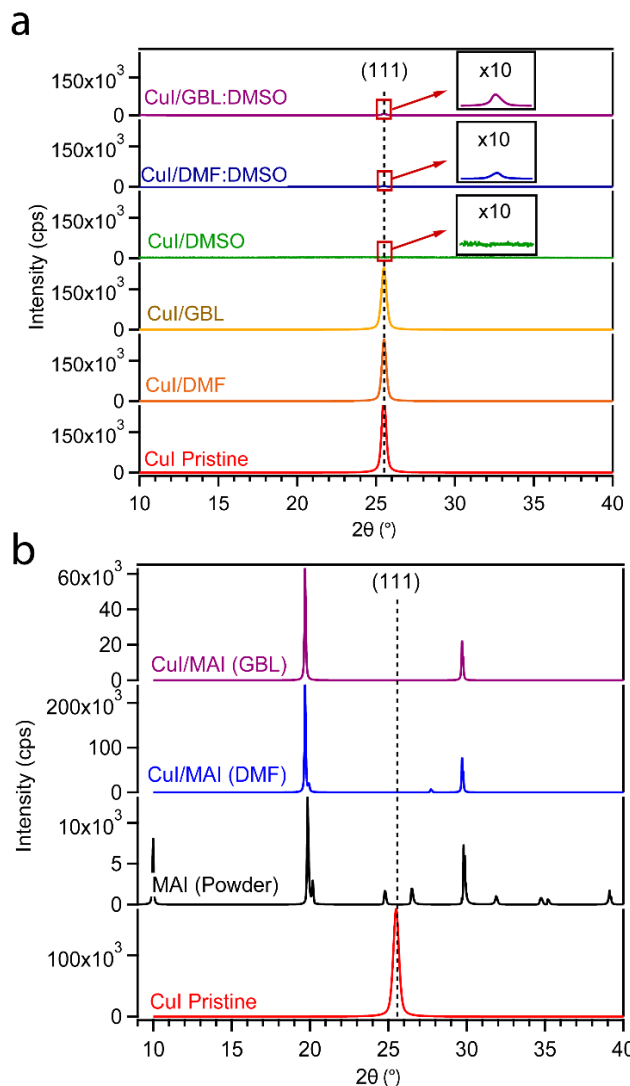 a
(111)
150x10³
0
CuI/GBL:DMSO
x10
150x10³
0
CuI/DMF:DMSO
x10
150x10³
0
CuI/DMSO
x10
150x10³
0
CuI/GBL
150x10³
0
CuI/DMF
150x10³
0
CuI Pristine
Intensity (cps)
10 15 20 25 30 35 40
2θ (°)
b
(111)
60x10³
40
20
0
CuI/MAI (GBL)
200x10³
100
0
CuI/MAI (DMF)
10x10³
5
0
MAI (Powder)
100x10³
0
CuI Pristine
Intensity (cps)
10 15 20 25 30 35 40
2θ (°)